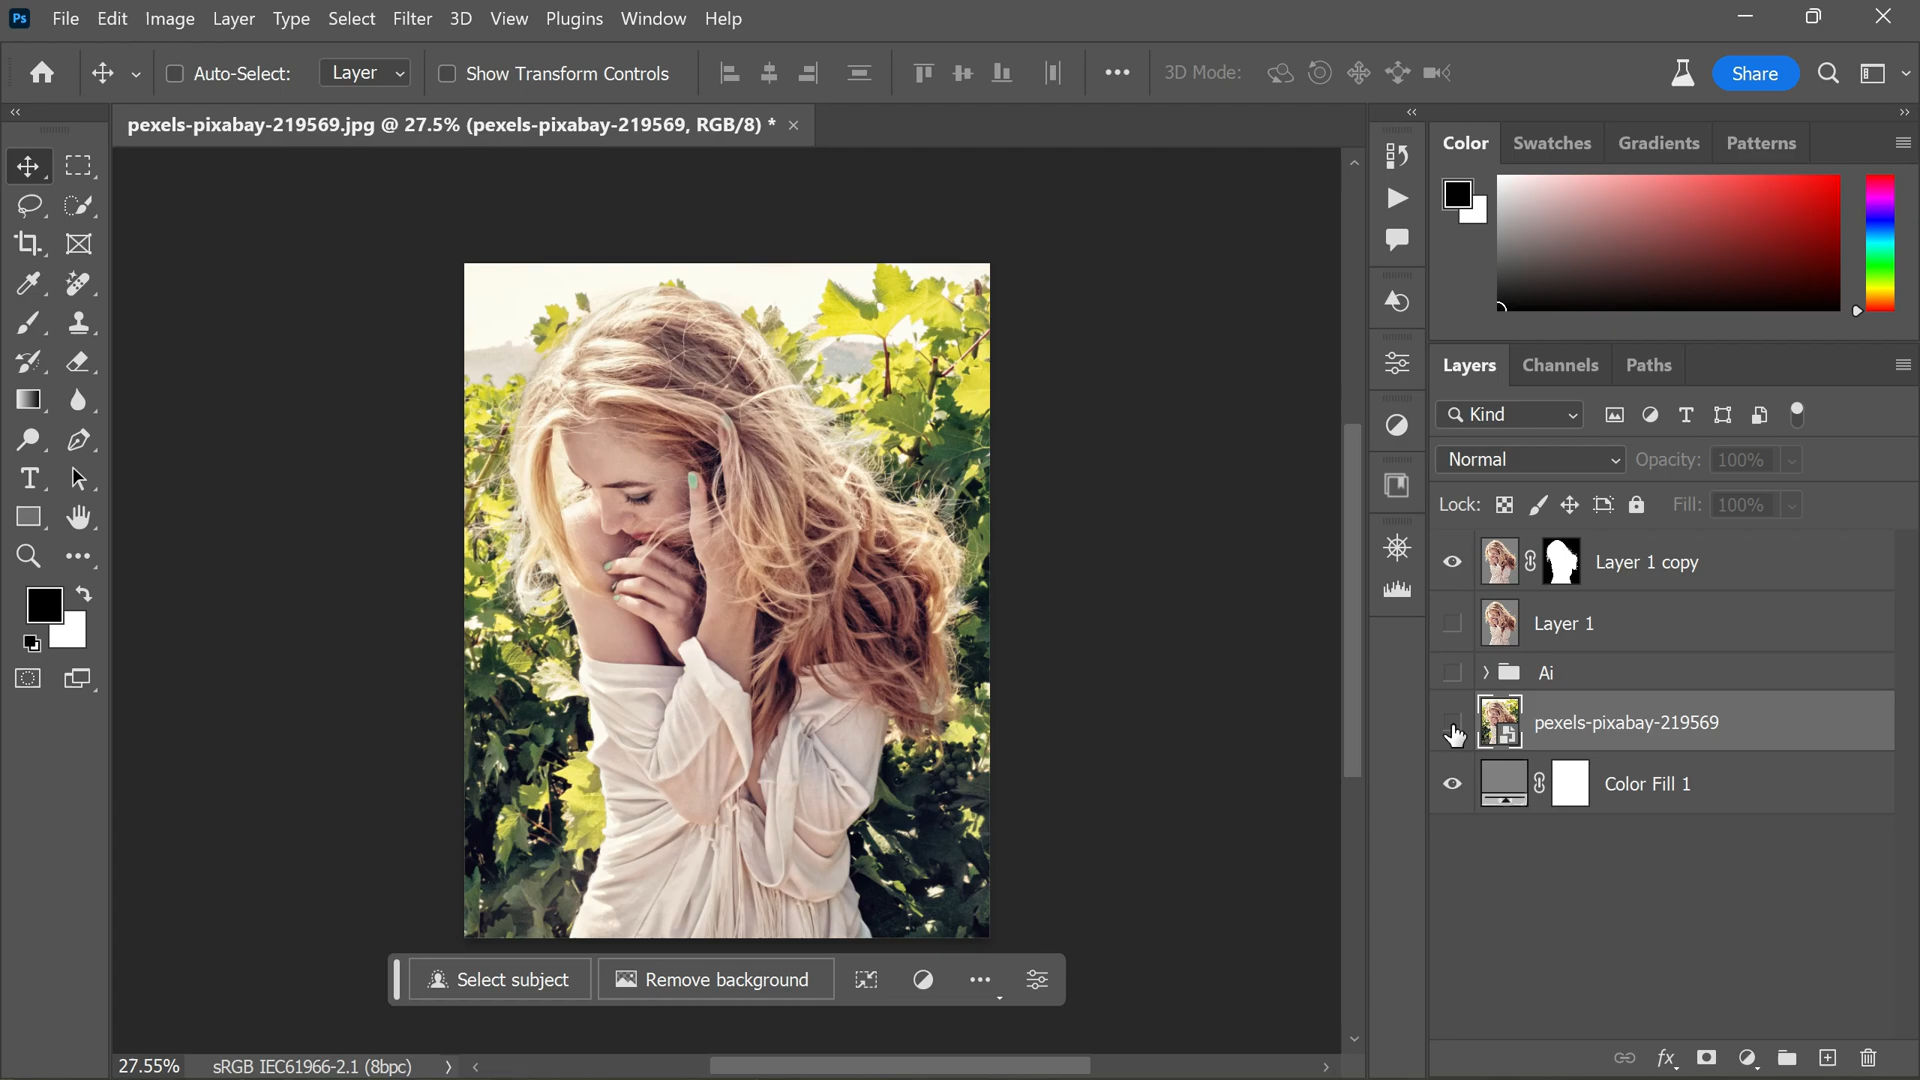 Ps File Edit Image Layer Type Select Filter 3D View Plugins Window Help
Auto-Select: Layer Show Transform Controls 3D Mode: Share
pexels-pixabay-219569.jpg @ 27.5% (pexels-pixabay-219569, RGB/8) *
Color Swatches Gradients Patterns
Layers Channels Paths
Kind
Normal Opacity: 100%
Lock: Fill: 100%
Layer 1 copy
Layer 1
Ai
pexels-pixabay-219569
Color Fill 1
Select subject Remove background
27.55% sRGB IEC61966-2.1 (8bpc)
fx